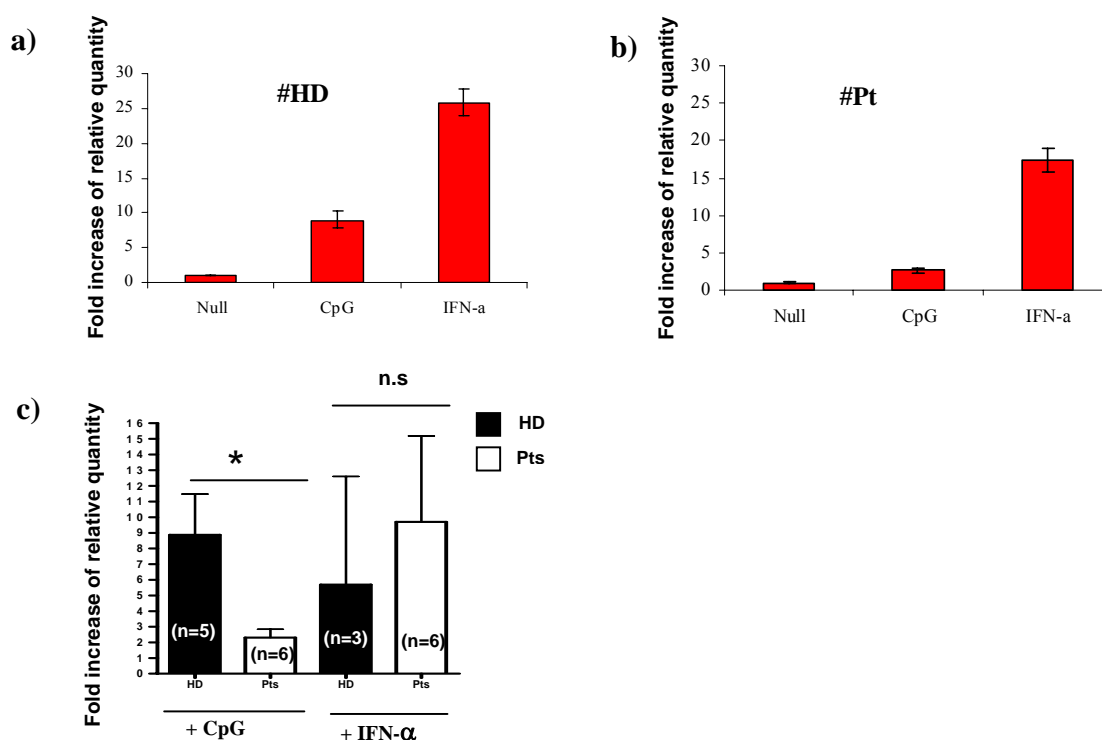 a)
Fold increase of relative quantity
30
25
20
15
10
5
0
#HD
Null CpG IFN-a
b)
Fold increase of relative quantity
30
25
20
15
10
5
0
#Pt
Null CpG IFN-a
c)
Fold increase of relative quantity
16
15
14
13
12
11
10
9
8
7
6
5
4
3
2
1
0
*
n.s
HD
Pts
(n=5) (n=6) (n=3) (n=6)
HD Pts HD Pts
+ CpG + IFN-α